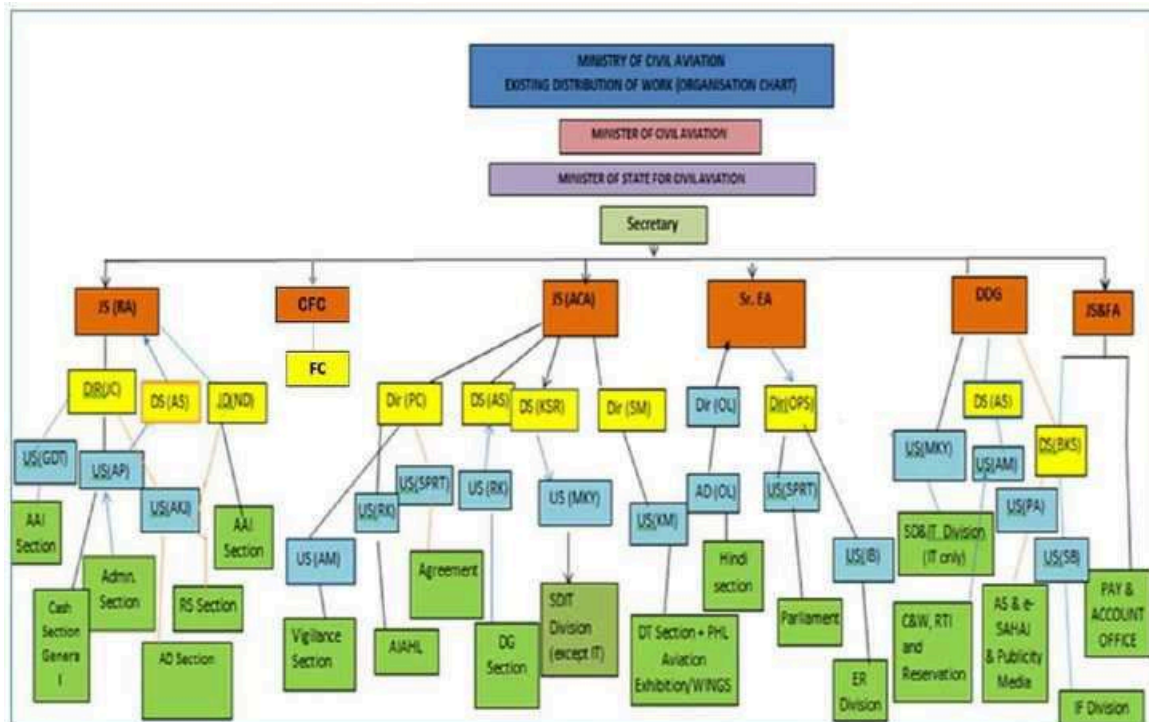 MINISTRY OF CIVIL AVIATION
EXISTING DISTRIBUTION OF WORK (ORGANISATION CHART)
MINISTER OF CIVIL AVIATION
MINISTER OF STATE FOR CIVIL AVIATION
Secretary
JS (RA)
CFC
JS (ACA)
Sr. EA
DDG
JS&FA
FC
DIR(JC)
DS (AS)
JD(ND)
Dir (PC)
DS (AS)
DS (KSR)
Dir (SM)
Dir (OL)
Dir(OPS)
DS (AS)
DS(BKS)
US(GDT)
US(AP)
US(AKJ)
US (AM)
US(RK)
US(SPRT)
US (RK)
US (MKY)
US(KM)
AD (OL)
US(SPRT)
US(IB)
US(MKY)
US(AM)
US(PA)
US(SB)
AAI
Section
Cash
Section
Genera
l
Admn.
Section
AD Section
RS Section
AAI
Section
Vigilance
Section
AIAHL
Agreement
DG
Section
SDIT
Division
(except IT)
DT Section + PHL
Aviation
Exhibition/WINGS
Hindi
section
Parliament
ER
Division
SD&IT Division
(IT only)
C&W, RTI
and
Reservation
AS & e-
SAHAJ
& Publicity
Media
IF Division
PAY &
ACCOUNT
OFFICE